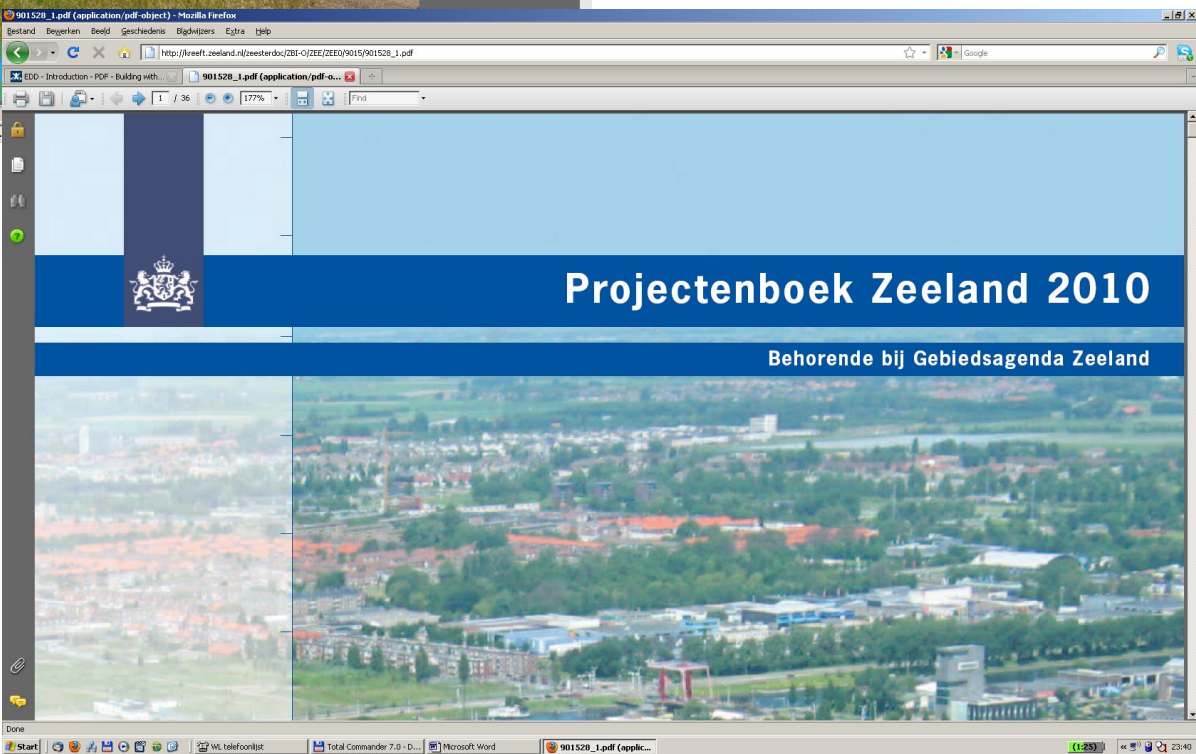 901528_1.pdf (application/pdf-object) - Mozilla Firefox
Bestand Bewerken Beeld Geschiedenis Bladwijzers Extra Help
http://kreeft.zeeland.nl/zeesterdoc/ZBI-O/ZEE/ZEE0/9015/901528_1.pdf
Google
EDD - Introduction - PDF - Building with...
901528_1.pdf (application/pdf-o...
1 / 36 177% Find
Projectenboek Zeeland 2010
Behorende bij Gebiedsagenda Zeeland
Done
Start WL telefoonlijst Total Commander 7.0 - D... Microsoft Word 901528_1.pdf (applic... (1:25) 23:40